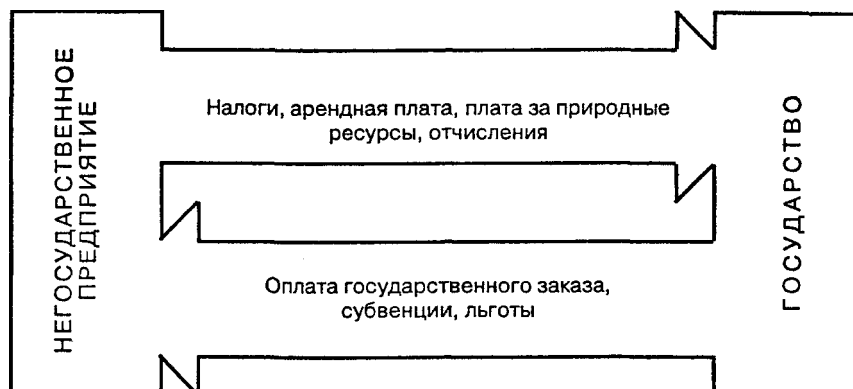 НЕГОСУДАРСТВЕННОЕ
ПРЕДПРИЯТИЕ
Налоги, арендная плата, плата за природные
ресурсы, отчисления
Оплата государственного заказа,
субвенции, льготы
ГОСУДАРСТВО